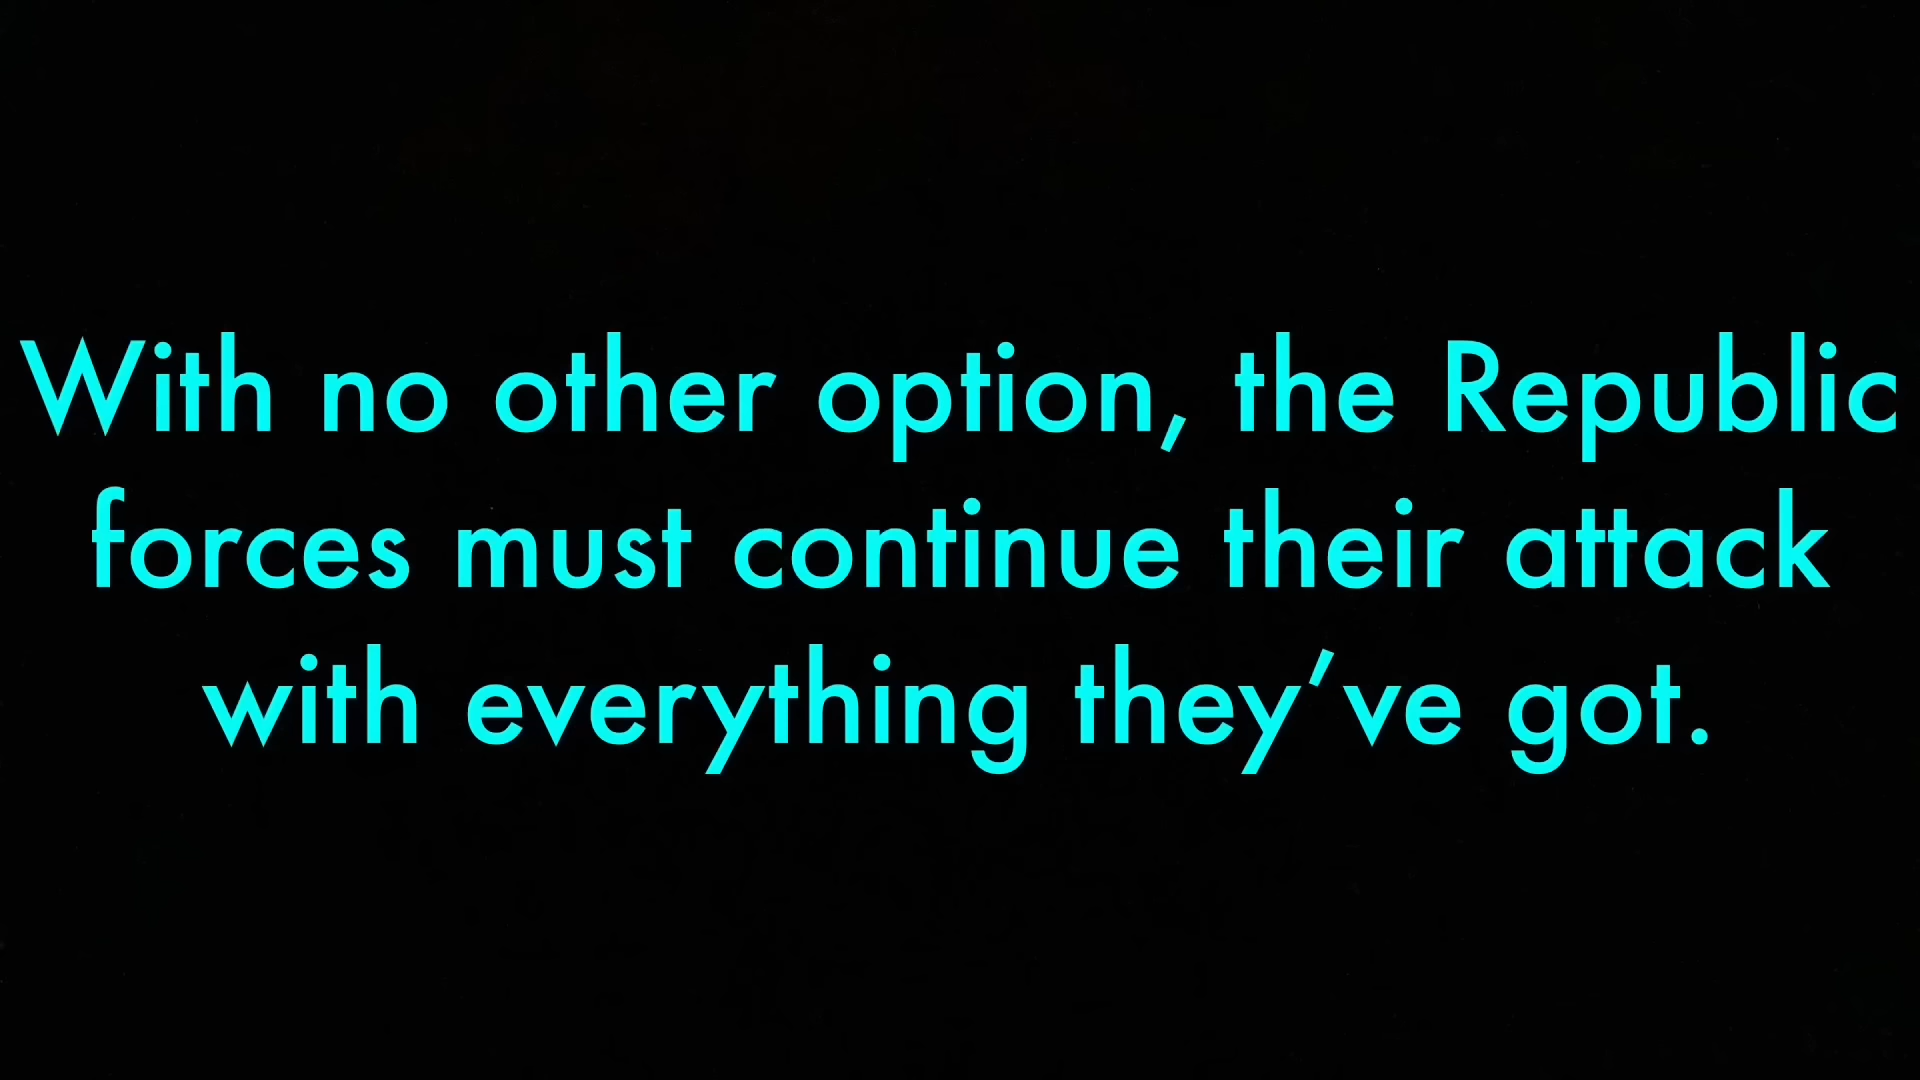 With no other option, the Republic
forces must continue their attack
with everything they’ve got.